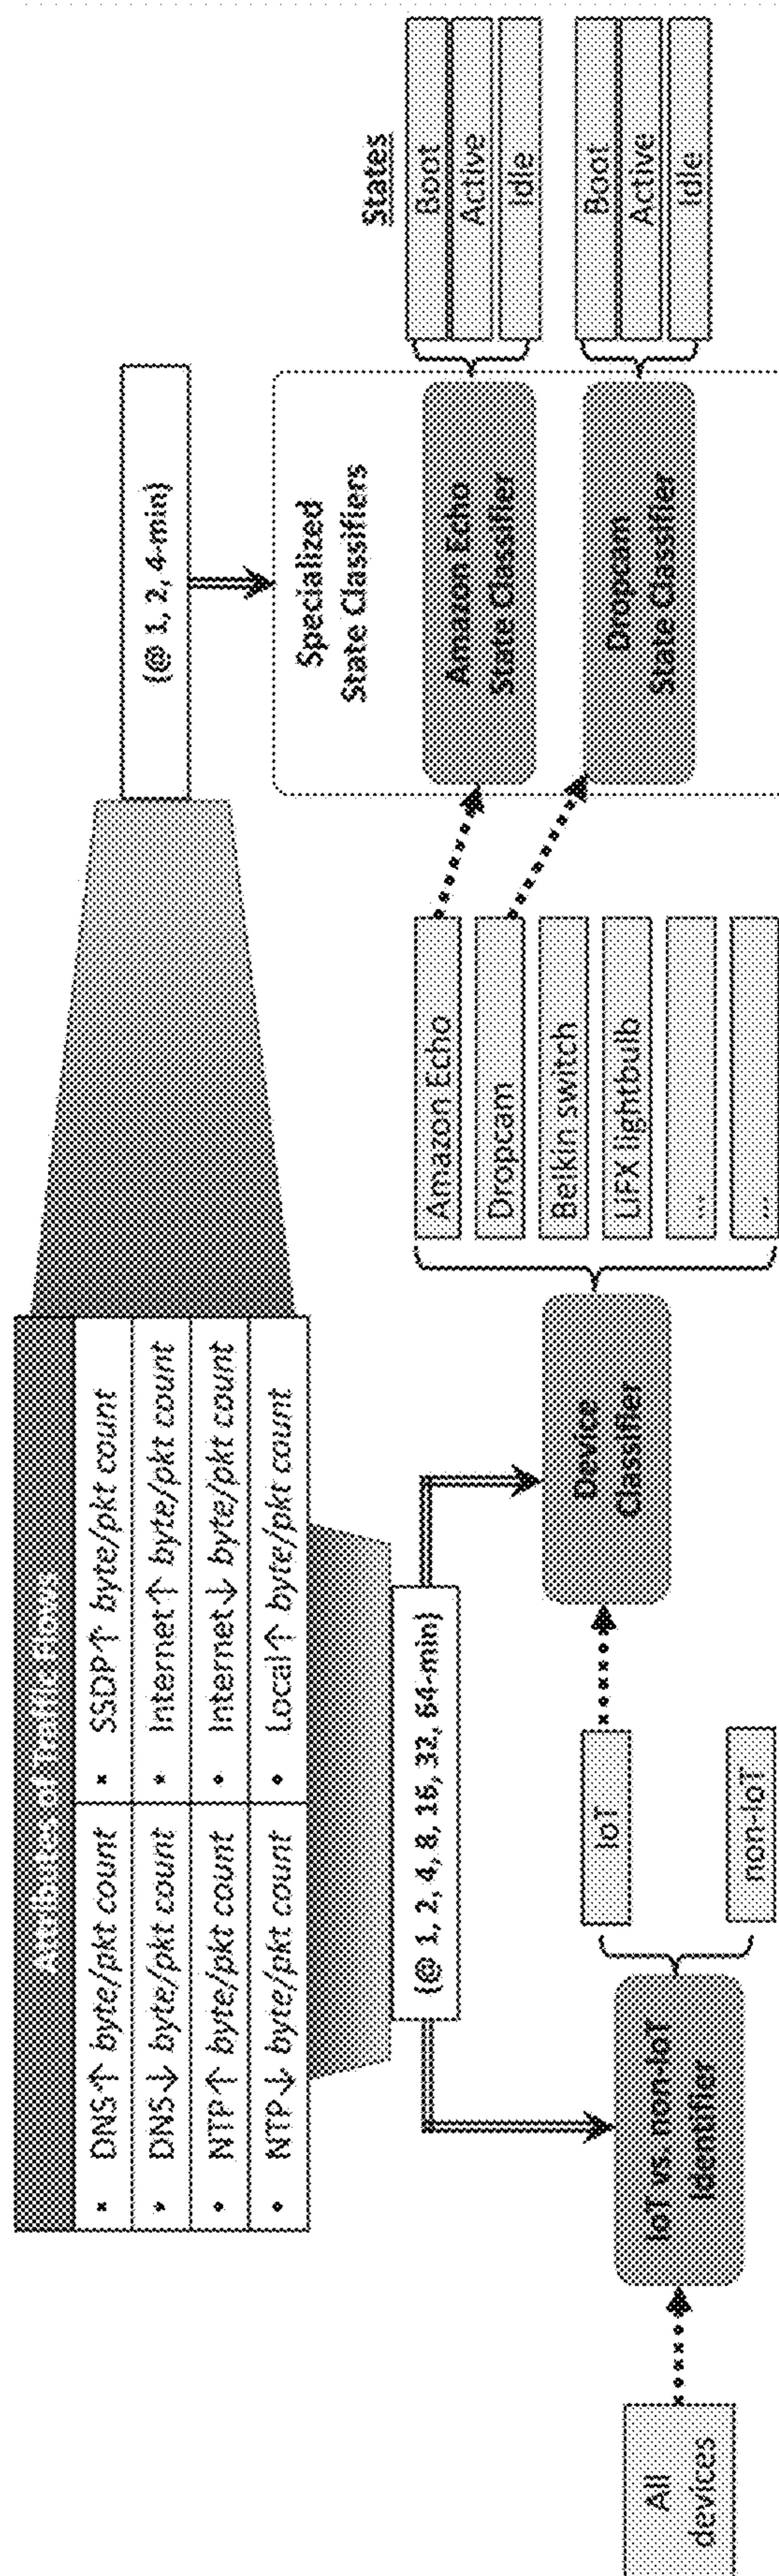 Attributes of Traffic Flows
DNS↑ byte/pkt count
SSDP↑ byte/pkt count
DNS↓ byte/pkt count
Internet↑ byte/pkt count
NTP↑ byte/pkt count
Internet↓ byte/pkt count
NTP↓ byte/pkt count
Local↑ byte/pkt count
(@ 1, 2, 4, 8, 16, 32, 64-min)
(@ 1, 2, 4-min)
All
devices
IoT vs. non-IoT
Identifier
IoT
non-IoT
Device
Classifier
Amazon Echo
Dropcam
Belkin switch
LiFX lightbulb
...
...
Specialized
State Classifiers
Amazon Echo
State Classifier
Dropcam
State Classifier
States
Boot
Active
Idle
Boot
Active
Idle